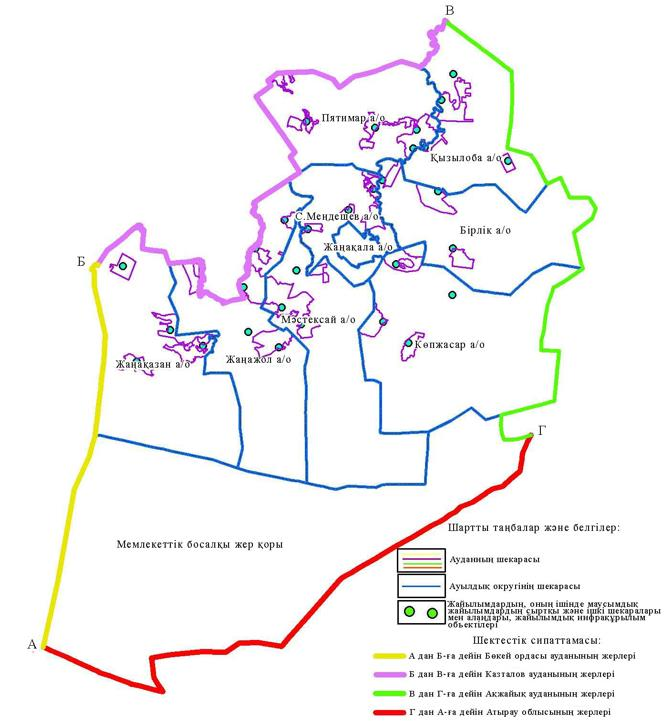 В
Пятимар а/о
Қызылоба а/о
С.Меңдешев а/о
Бірлік а/о
Жаңақала а/о
Б
Мәстексай а/о
Көпжасар а/о
Жаңажол а/о
Жаңақазан а/о
Г
Шартты таңбалар және белгілер:
Мемлекеттік босалқы жер қоры
Ауданның шекарасы
Ауылдық округінің шекарасы
Жайылымдардың, оның ішінде маусымдық
жайылымдардың сыртқы және ішкі шекаралары
мен алаңдары, жайылымдық инфрақұрылым
объектілері
Шектестік сипаттамасы:
А
А дан Б-ға дейін Бөкей ордасы ауданының жерлері
Б дан В-ға дейін Казталов ауданының жерлері
В дан Г-ға дейін Ақжайық ауданының жерлері
Г дан А-ға дейін Атырау облысының жерлері